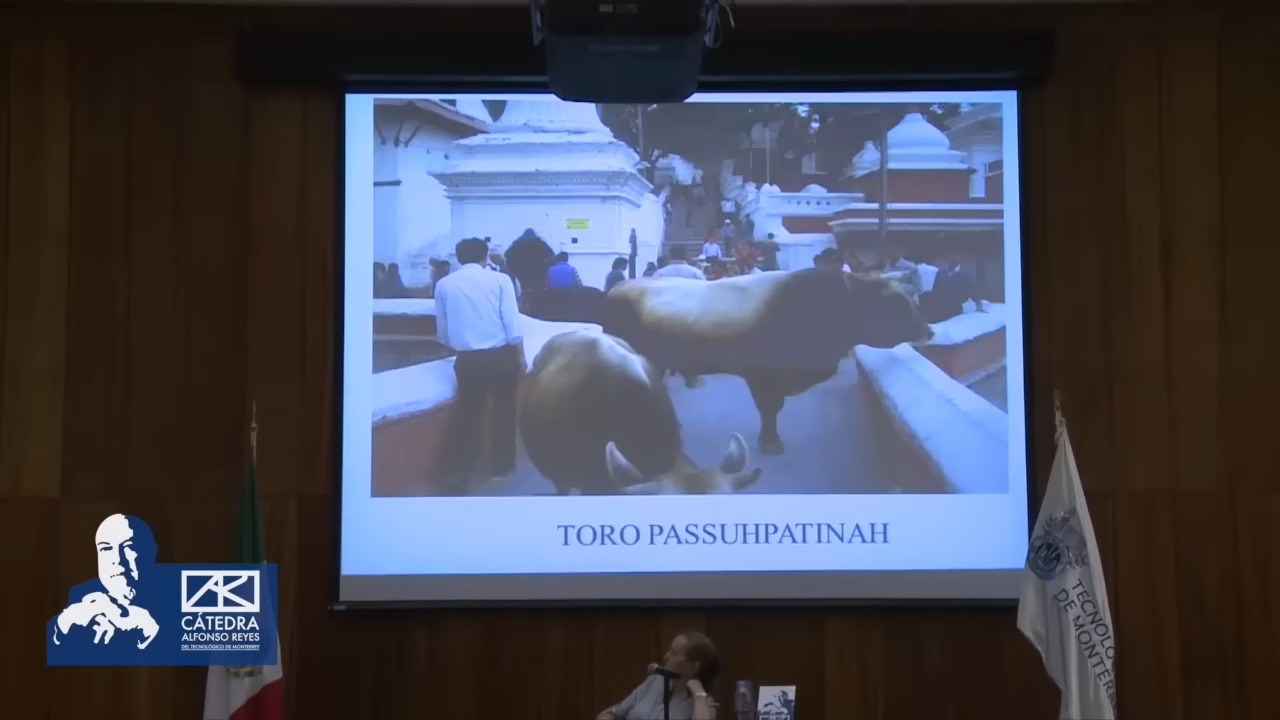 TORO PASSUHPATINAH
CÁTEDRA
ALFONSO REYES
DEL TECNOLÓGICO DE MONTERREY
TECNOLÓ
DE MONTERR